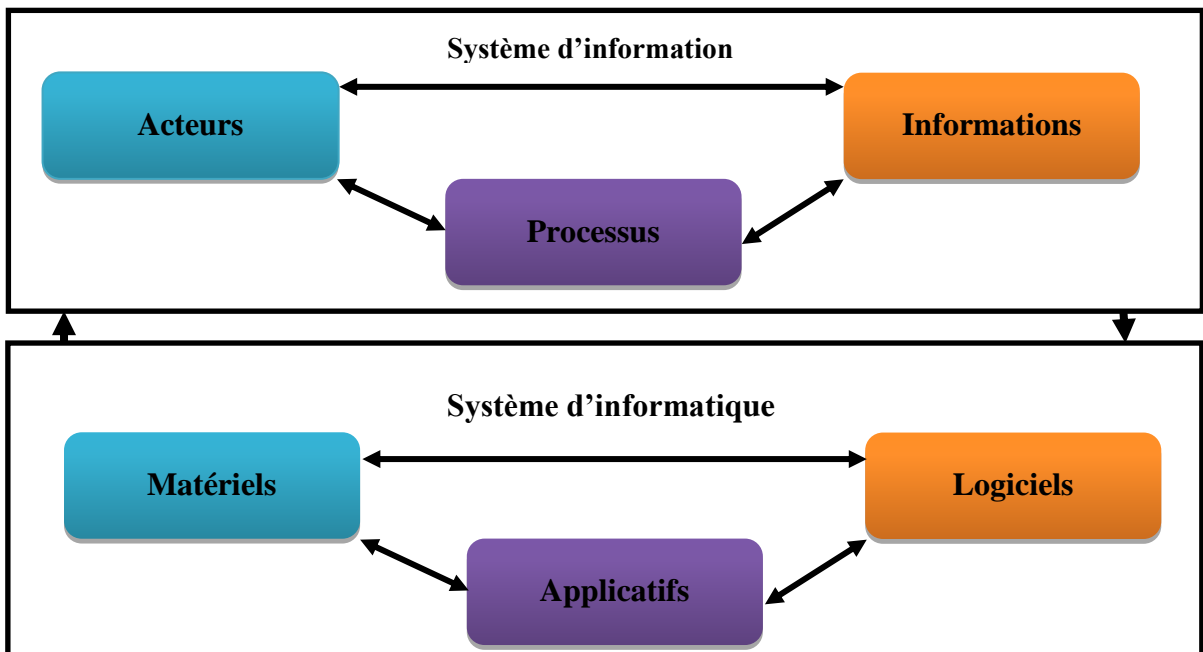 Système d’information
Acteurs
Informations
Processus
Système d’informatique
Matériels
Logiciels
Applicatifs